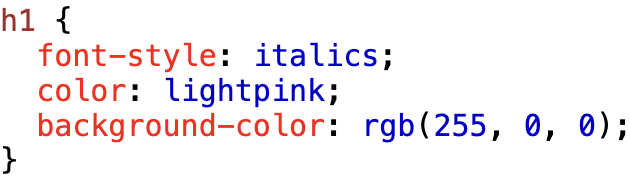 h1 {
  font-style: italics;
  color: lightpink;
  background-color: rgb(255, 0, 0);
}